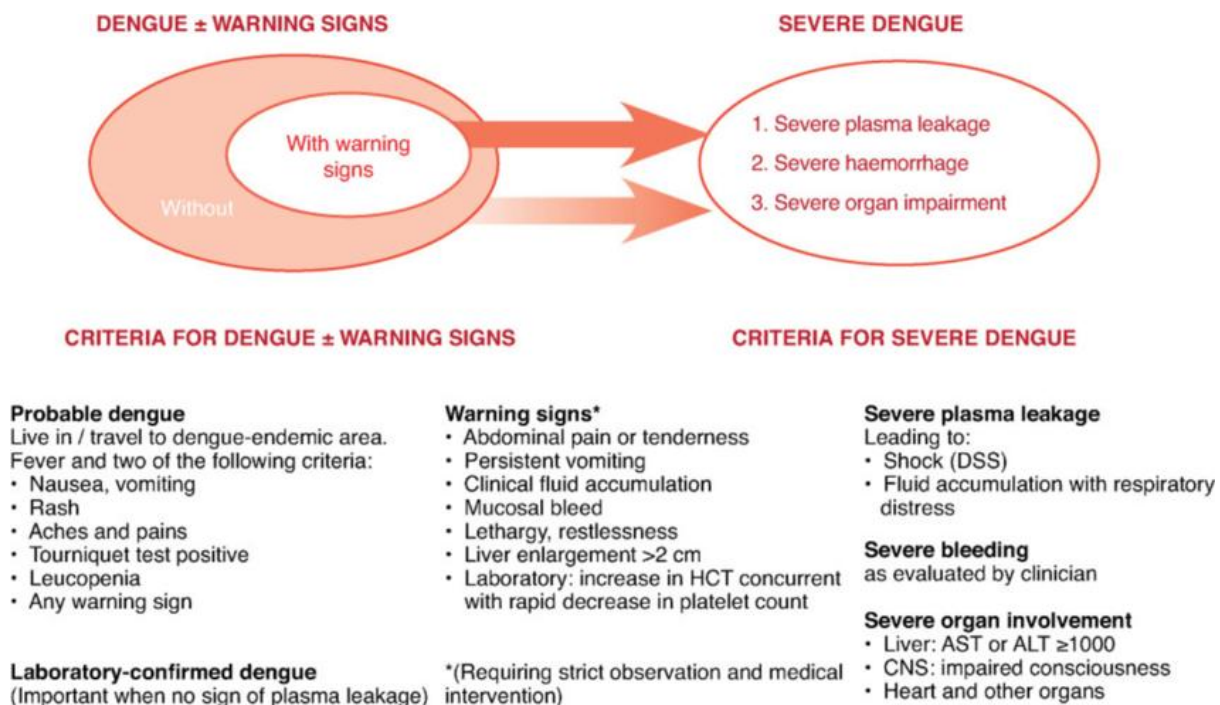 DENGUE ± WARNING SIGNS
SEVERE DENGUE
With warning
signs
Without
1. Severe plasma leakage
2. Severe haemorrhage
3. Severe organ impairment
CRITERIA FOR DENGUE ± WARNING SIGNS
CRITERIA FOR SEVERE DENGUE
Probable dengue
Live in / travel to dengue-endemic area.
Fever and two of the following criteria:
• Nausea, vomiting
• Rash
• Aches and pains
• Tourniquet test positive
• Leucopenia
• Any warning sign
Laboratory-confirmed dengue
(Important when no sign of plasma leakage)
Warning signs*
• Abdominal pain or tenderness
• Persistent vomiting
• Clinical fluid accumulation
• Mucosal bleed
• Lethargy, restlessness
• Liver enlargement >2 cm
• Laboratory: increase in HCT concurrent
with rapid decrease in platelet count
*(Requiring strict observation and medical
intervention)
Severe plasma leakage
Leading to:
• Shock (DSS)
• Fluid accumulation with respiratory
distress
Severe bleeding
as evaluated by clinician
Severe organ involvement
• Liver: AST or ALT ≥1000
• CNS: impaired consciousness
• Heart and other organs